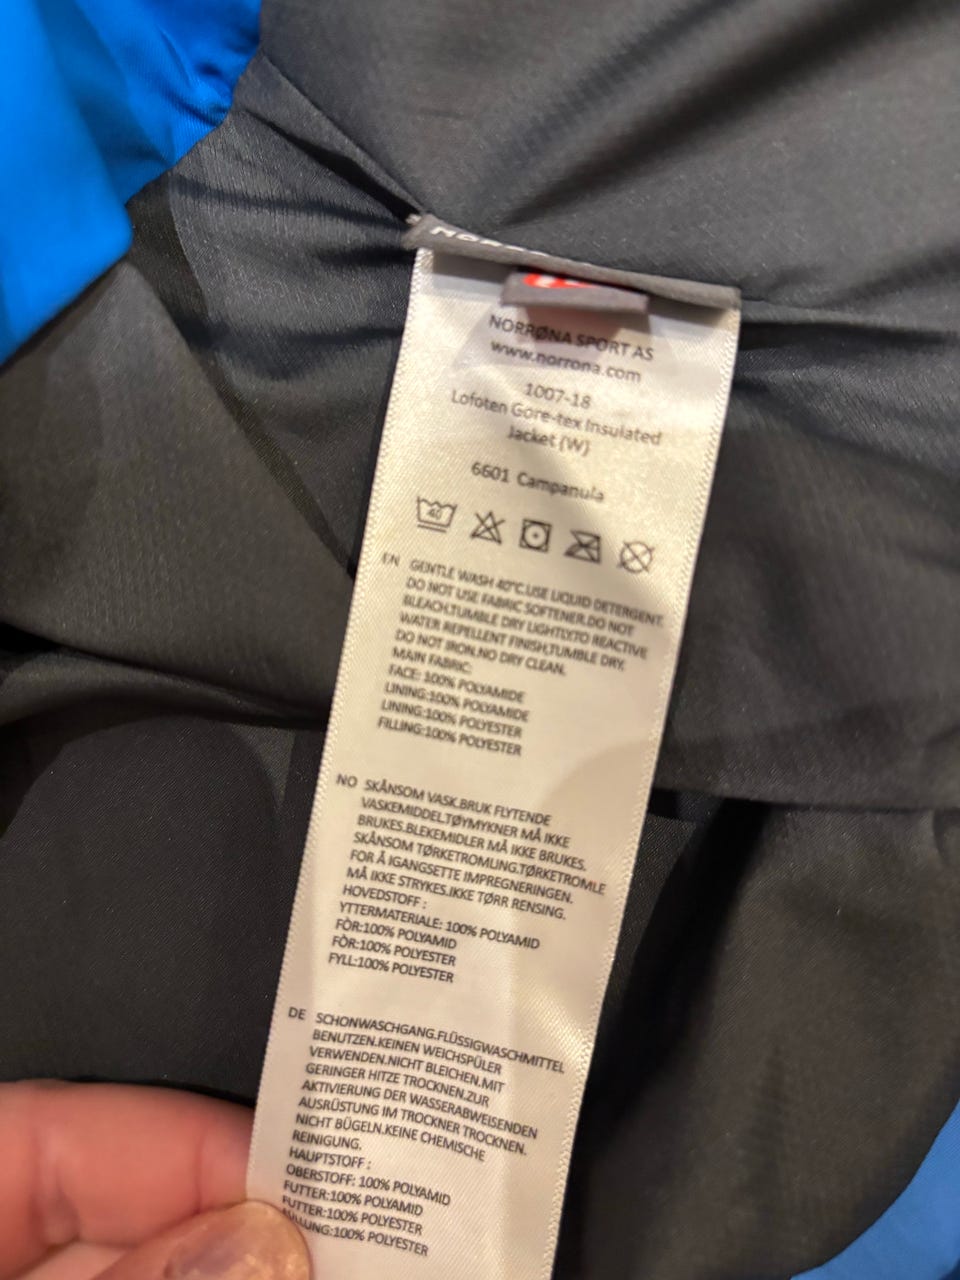 NORRØNA SPORT AS
www.norrona.com
1007-18
Lofoten Gore-tex Insulated
Jacket (W)
6601 Campanula
40
EN GENTLE WASH 40°C.USE LIQUID DETERGENT.
DO NOT USE FABRIC SOFTENER.DO NOT
BLEACH.TUMBLE DRY LIGHTLY.TO REACTIVE
WATER REPELLENT FINISH,TUMBLE DRY.
DO NOT IRON.NO DRY CLEAN.
MAIN FABRIC:
FACE: 100% POLYAMIDE
LINING:100% POLYAMIDE
LINING:100% POLYESTER
FILLING:100% POLYESTER
NO SKÅNSOM VASK.BRUK FLYTENDE
VASKEMIDDEL.TØYMYKNER MÅ IKKE
BRUKES.BLEKEMIDLER MÅ IKKE BRUKES.
SKÅNSOM TØRKETROMLING.TØRKETROMLE
FOR Å IGANGSETTE IMPREGNERINGEN.
MÅ IKKE STRYKES.IKKE TØRR RENSING.
HOVEDSTOFF :
YTTERMATERIALE: 100% POLYAMID
FÒR:100% POLYAMID
FÒR:100% POLYESTER
FYLL:100% POLYESTER
DE SCHONWASCHGANG.FLÜSSIGWASCHMITTEL
BENUTZEN.KEINEN WEICHSPÜLER
VERWENDEN.NICHT BLEICHEN.MIT
GERINGER HITZE TROCKNEN.ZUR
AKTIVIERUNG DER WASSERABWEISENDEN
AUSRÜSTUNG IM TROCKNER TROCKNEN.
NICHT BÜGELN.KEINE CHEMISCHE
REINIGUNG.
HAUPTSTOFF :
OBERSTOFF: 100% POLYAMID
FUTTER:100% POLYAMID
FUTTER:100% POLYESTER
FÜLLUNG:100% POLYESTER